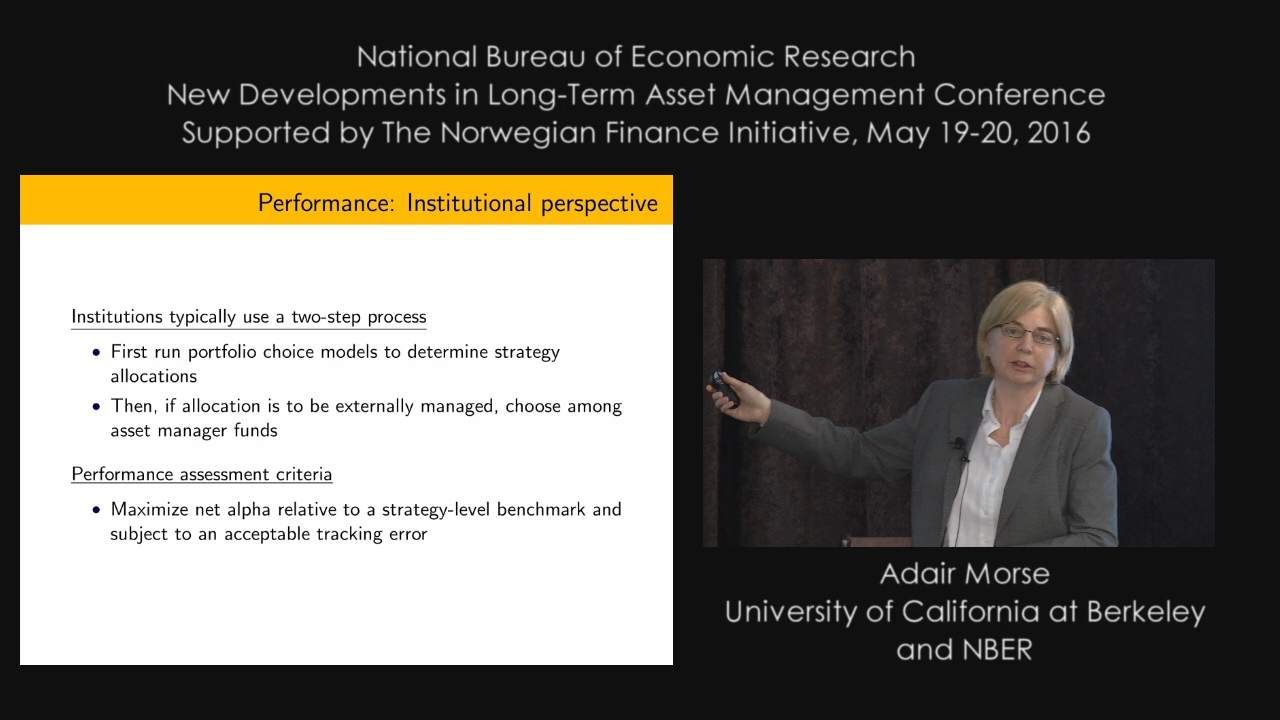 National Bureau of Economic Research
New Developments in Long-Term Asset Management Conference
Supported by The Norwegian Finance Initiative, May 19-20, 2016
Performance: Institutional perspective
Institutions typically use a two-step process
• First run portfolio choice models to determine strategy
allocations
• Then, if allocation is to be externally managed, choose among
asset manager funds
Performance assessment criteria
• Maximize net alpha relative to a strategy-level benchmark and
subject to an acceptable tracking error
Adair Morse
University of California at Berkeley
and NBER